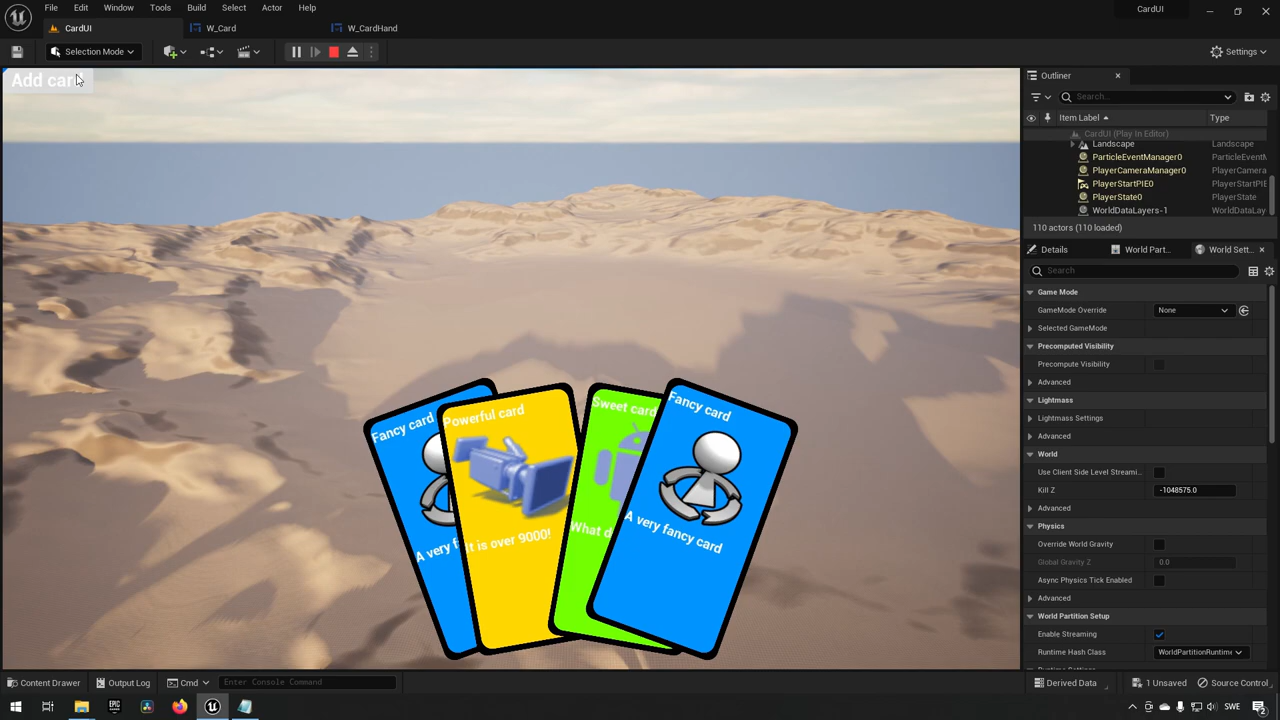 File Edit Window Tools Build Select Actor Help
CardUI
CardUI W_Card W_CardHand
Selection Mode
Settings
Add card
Outliner
Search...
Item Label Type
CardUI (Play In Editor)
Landscape Landscape
ParticleEventManager0 ParticleEventM
PlayerCameraManager0 PlayerCamera
PlayerStartPIE0 PlayerStartPIE
PlayerState0 PlayerState
WorldDataLayers-1 WorldDataLay
110 actors (110 loaded)
Details World Part... World Sett...
Search
Game Mode
GameMode Override None
Selected GameMode
Precomputed Visibility
Precompute Visibility
Advanced
Lightmass
Lightmass Settings
Advanced
World
Use Client Side Level Streami...
Kill Z -1048575.0
Advanced
Physics
Override World Gravity
Global Gravity Z 0.0
Async Physics Tick Enabled
Advanced
World Partition Setup
Enable Streaming
Runtime Hash Class WorldPartitionRuntime
Fancy card
A very f
Powerful card
It is over 9000!
Sweet card
What d
Fancy card
A very fancy card
Content Drawer Output Log Cmd Enter Console Command
Derived Data 1 Unsaved Source Control
SWE